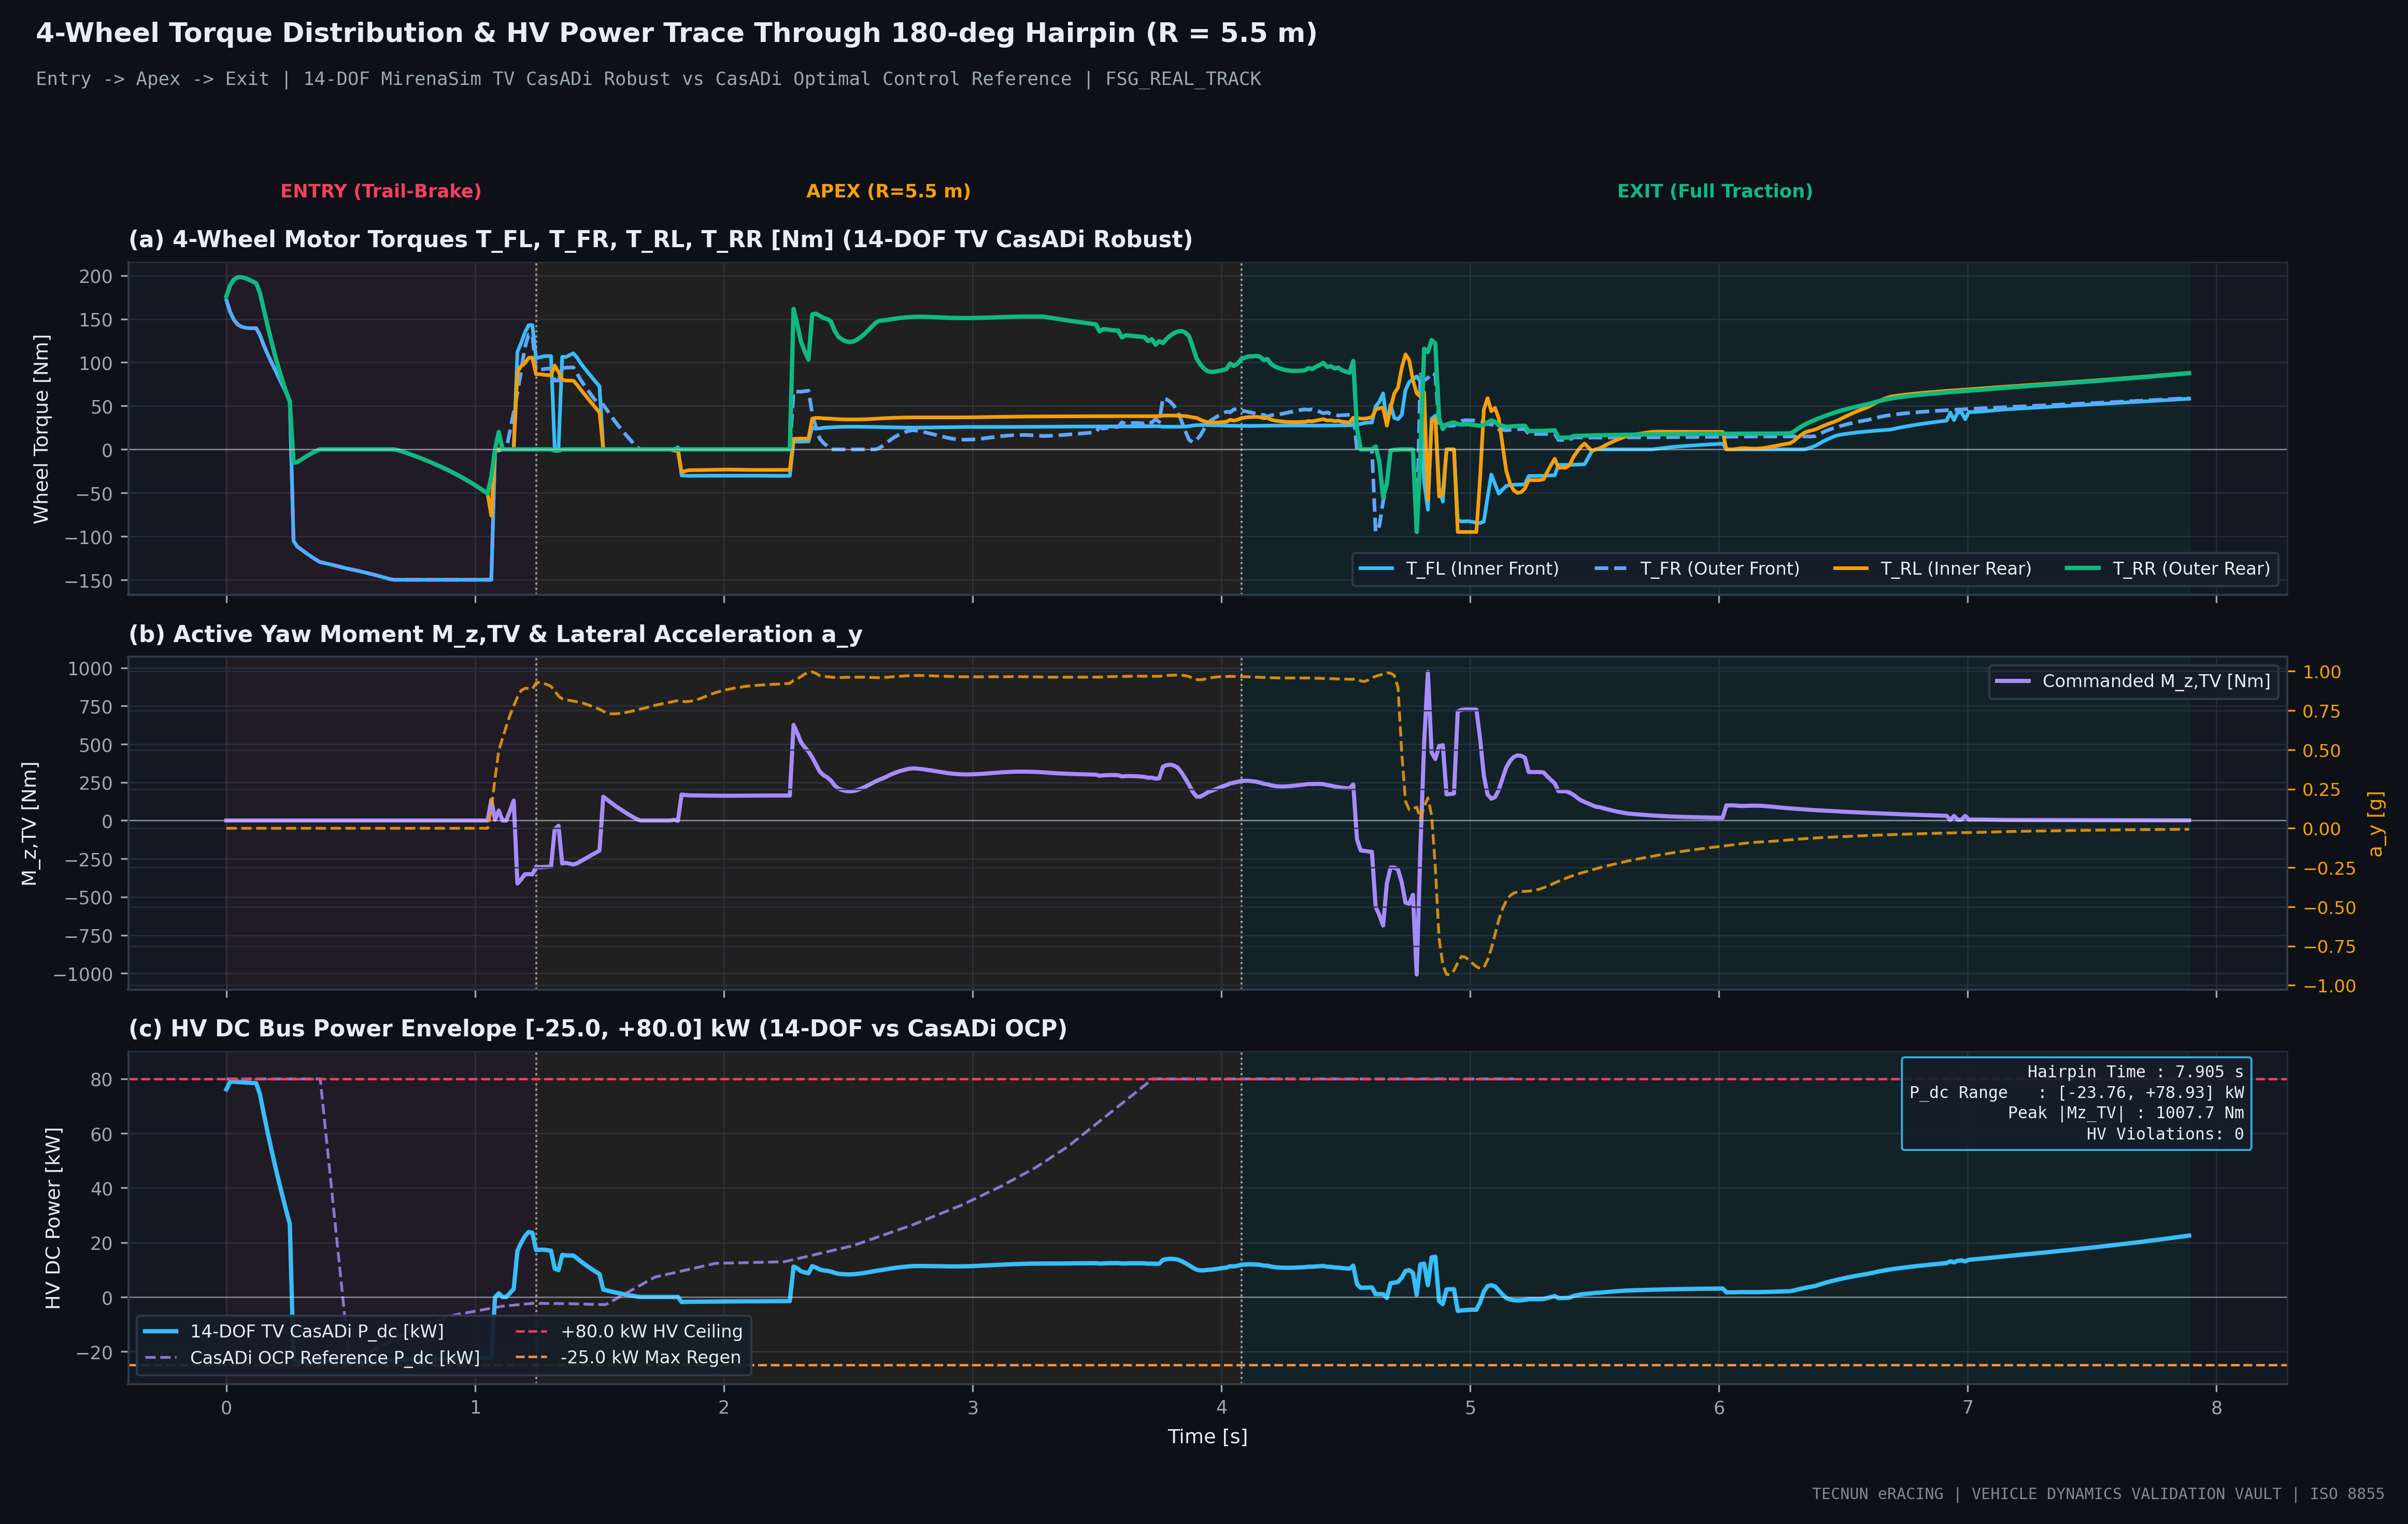 4-Wheel Torque Distribution & HV Power Trace Through 180-deg Hairpin (R = 5.5 m)
Entry -> Apex -> Exit | 14-DOF MirenaSim TV CasADi Robust vs CasADi Optimal Control Reference | FSG_REAL_TRACK
ENTRY (Trail-Brake)
APEX (R=5.5 m)
EXIT (Full Traction)
(a) 4-Wheel Motor Torques T_FL, T_FR, T_RL, T_RR [Nm] (14-DOF TV CasADi Robust)
Wheel Torque [Nm]
200
150
100
50
0
−50
−100
−150
T_FL (Inner Front)
T_FR (Outer Front)
T_RL (Inner Rear)
T_RR (Outer Rear)
(b) Active Yaw Moment M_z,TV & Lateral Acceleration a_y
M_z,TV [Nm]
1000
750
500
250
0
−250
−500
−750
−1000
Commanded M_z,TV [Nm]
1.00
0.75
0.50
0.25
0.00
−0.25
−0.50
−0.75
−1.00
a_y [g]
(c) HV DC Bus Power Envelope [-25.0, +80.0] kW (14-DOF vs CasADi OCP)
HV DC Power [kW]
80
60
40
20
0
−20
Hairpin Time : 7.905 s
P_dc Range : [-23.76, +78.93] kW
Peak |Mz_TV| : 1007.7 Nm
HV Violations: 0
14-DOF TV CasADi P_dc [kW]
CasADi OCP Reference P_dc [kW]
+80.0 kW HV Ceiling
-25.0 kW Max Regen
0 1 2 3 4 5 6 7 8
Time [s]
TECNUN eRACING | VEHICLE DYNAMICS VALIDATION VAULT | ISO 8855